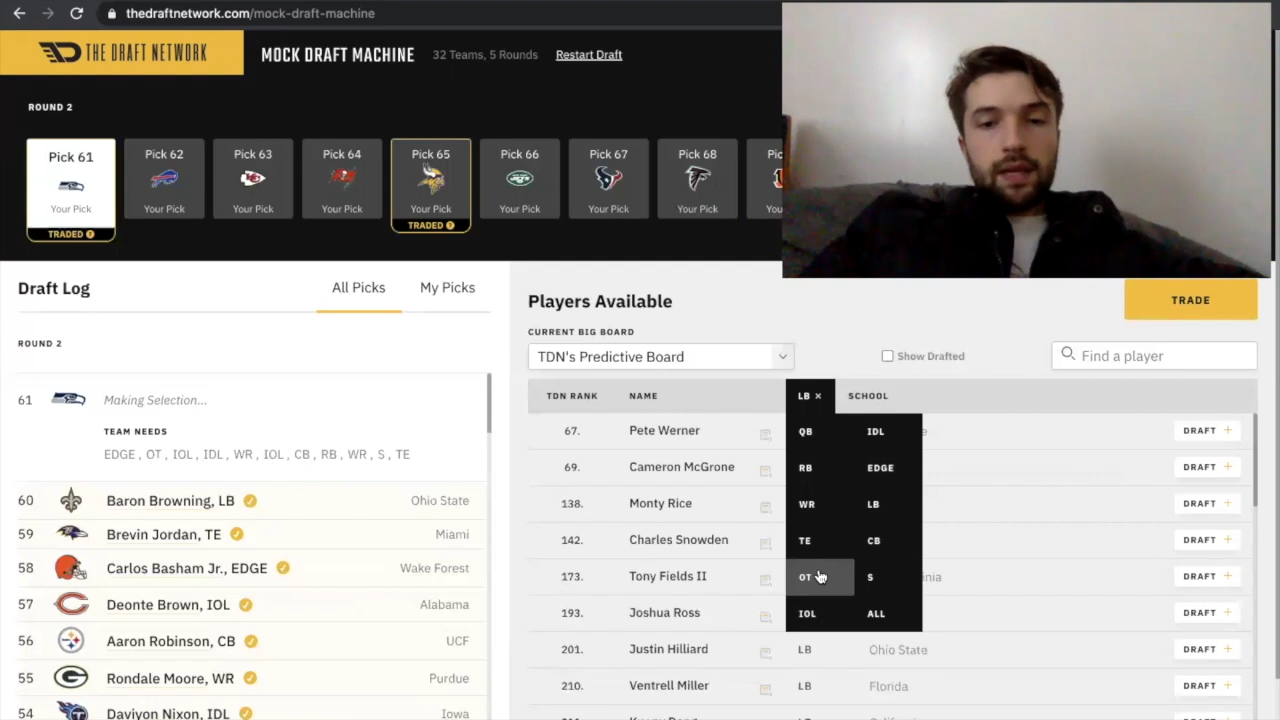 thedraftnetwork.com/mock-draft-machine
THE DRAFT NETWORK
MOCK DRAFT MACHINE
32 Teams, 5 Rounds
Restart Draft
ROUND 2
Pick 61
Your Pick
TRADED ?
Pick 62
Your Pick
Pick 63
Your Pick
Pick 64
Your Pick
Pick 65
Your Pick
TRADED ?
Pick 66
Your Pick
Pick 67
Your Pick
Pick 68
Your Pick
Draft Log
All Picks
My Picks
ROUND 2
61 Making Selection...
TEAM NEEDS
EDGE , OT , IOL , IDL , WR , IOL , CB , RB , WR , S , TE
60 Baron Browning, LB Ohio State
59 Brevin Jordan, TE Miami
58 Carlos Basham Jr., EDGE Wake Forest
57 Deonte Brown, IOL Alabama
56 Aaron Robinson, CB UCF
55 Rondale Moore, WR Purdue
54 Daviyon Nixon, IDL Iowa
Players Available
TRADE
CURRENT BIG BOARD
TDN's Predictive Board
Show Drafted
Find a player
TDN RANK NAME LB × SCHOOL
67. Pete Werner DRAFT +
69. Cameron McGrone DRAFT +
138. Monty Rice DRAFT +
142. Charles Snowden DRAFT +
173. Tony Fields II DRAFT +
193. Joshua Ross DRAFT +
201. Justin Hilliard LB Ohio State DRAFT +
210. Ventrell Miller LB Florida DRAFT +
QB IDL
RB EDGE
WR LB
TE CB
OT S
IOL ALL